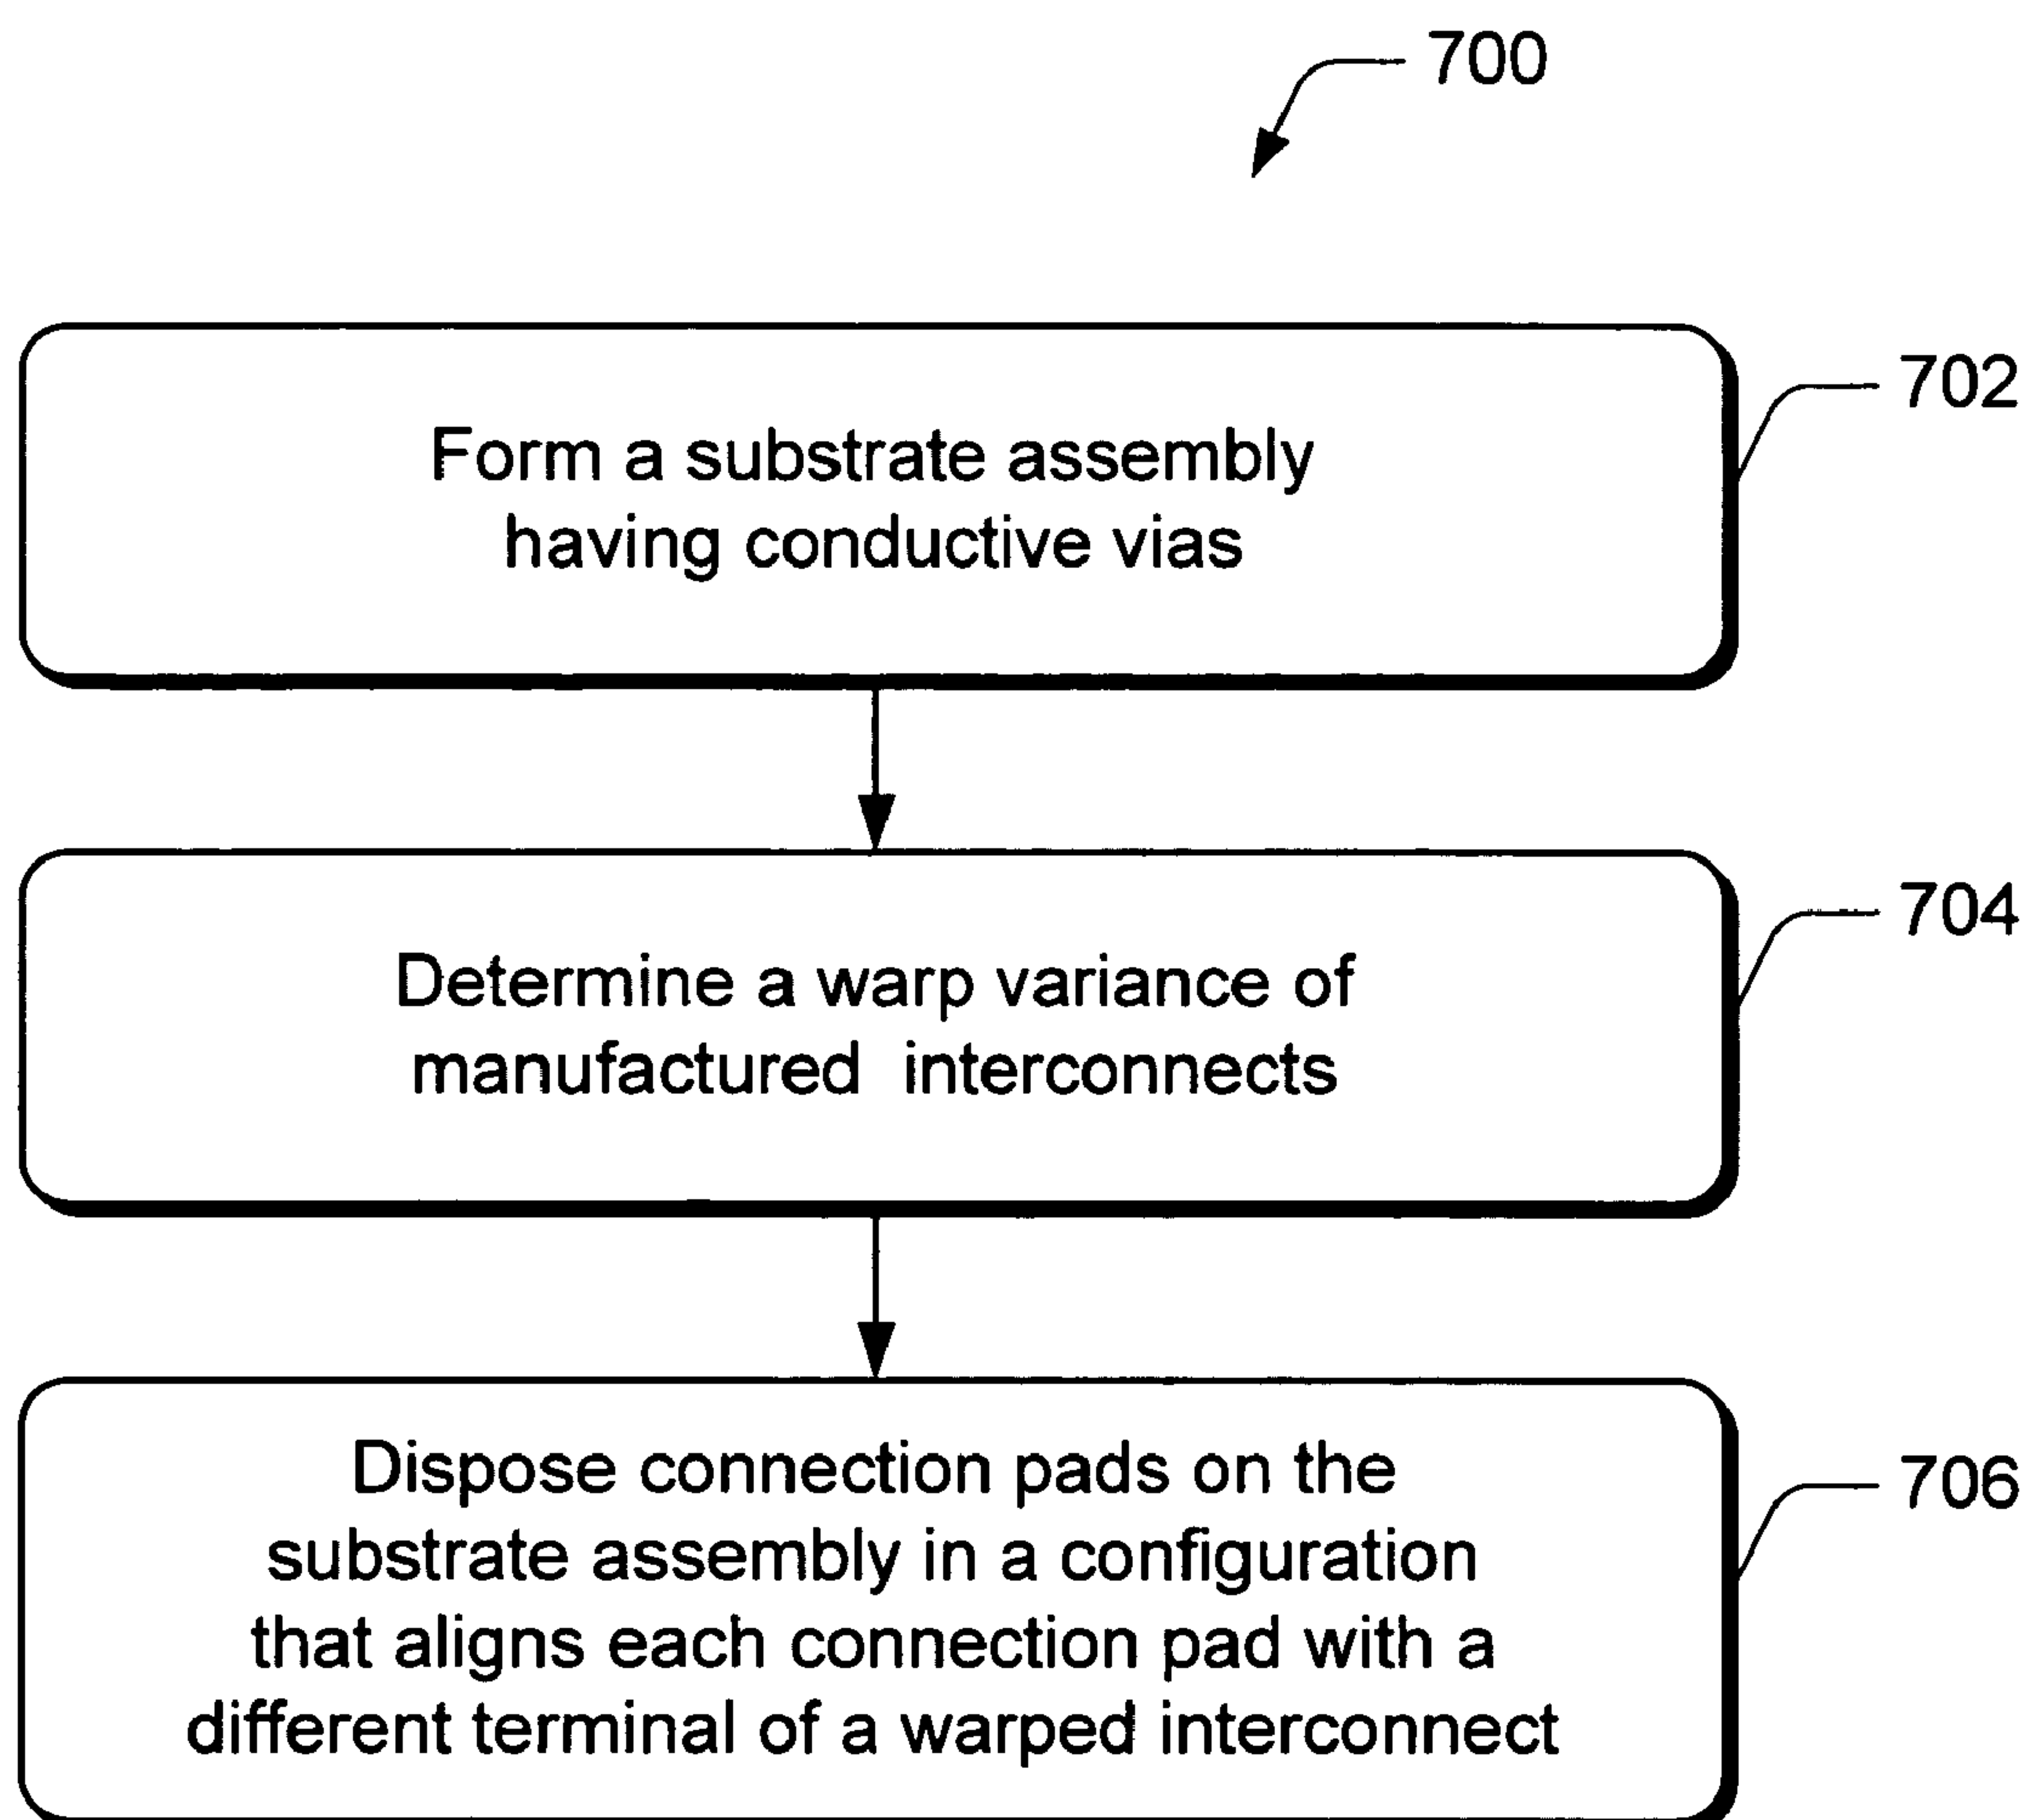 700
Form a substrate assembly
having conductive vias
702
Determine a warp variance of
manufactured interconnects
704
Dispose connection pads on the
substrate assembly in a configuration
that aligns each connection pad with a
different terminal of a warped interconnect
706